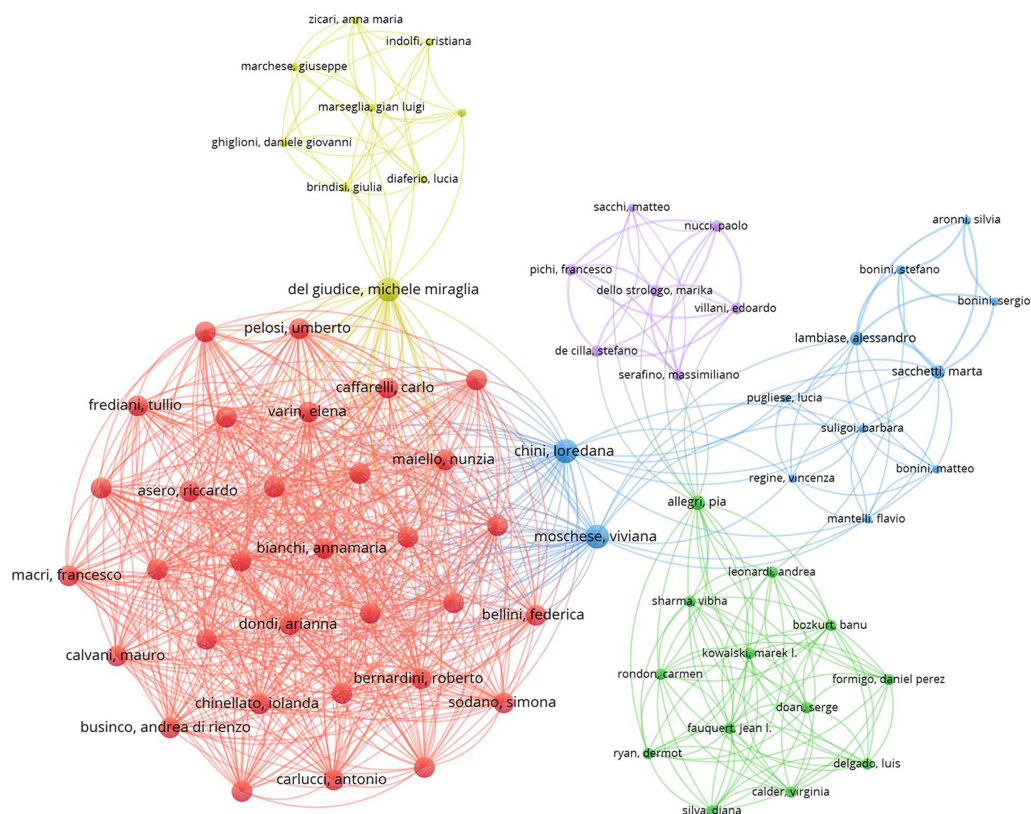 zicari, anna maria
indolfi, cristiana
marchese, giuseppe
marseglia, gian luigi
ghiglioni, daniele giovanni
diaferio, lucia
brindisi, giulia
sacchi, matteo
nucci, paolo
aronni, silvia
pichi, francesco
bonini, stefano
dello strologo, marika
del giudice, michele miraglia
bonini, sergio
villani, edoardo
pelosi, umberto
lambiase, alessandro
de cilla, stefano
sacchetti, marta
serafino, massimiliano
caffarelli, carlo
pugliese, lucia
frediani, tullio
varin, elena
suligoi, barbara
chini, loredana
maiello, nunzia
bonini, matteo
regine, vincenza
asero, riccardo
allegri, pia
mantelli, flavio
moschese, viviana
bianchi, annamaria
leonardi, andrea
macri, francesco
sharma, vibha
bellini, federica
dondi, arianna
bozkurt, banu
kowalski, marek l.
calvani, mauro
rondon, carmen
bernardini, roberto
formigo, daniel perez
chinellato, iolanda
sodano, simona
doan, serge
businco, andrea di rienzo
fauquert, jean l.
ryan, dermot
delgado, luis
carlucci, antonio
calder, virginia
silva, diana